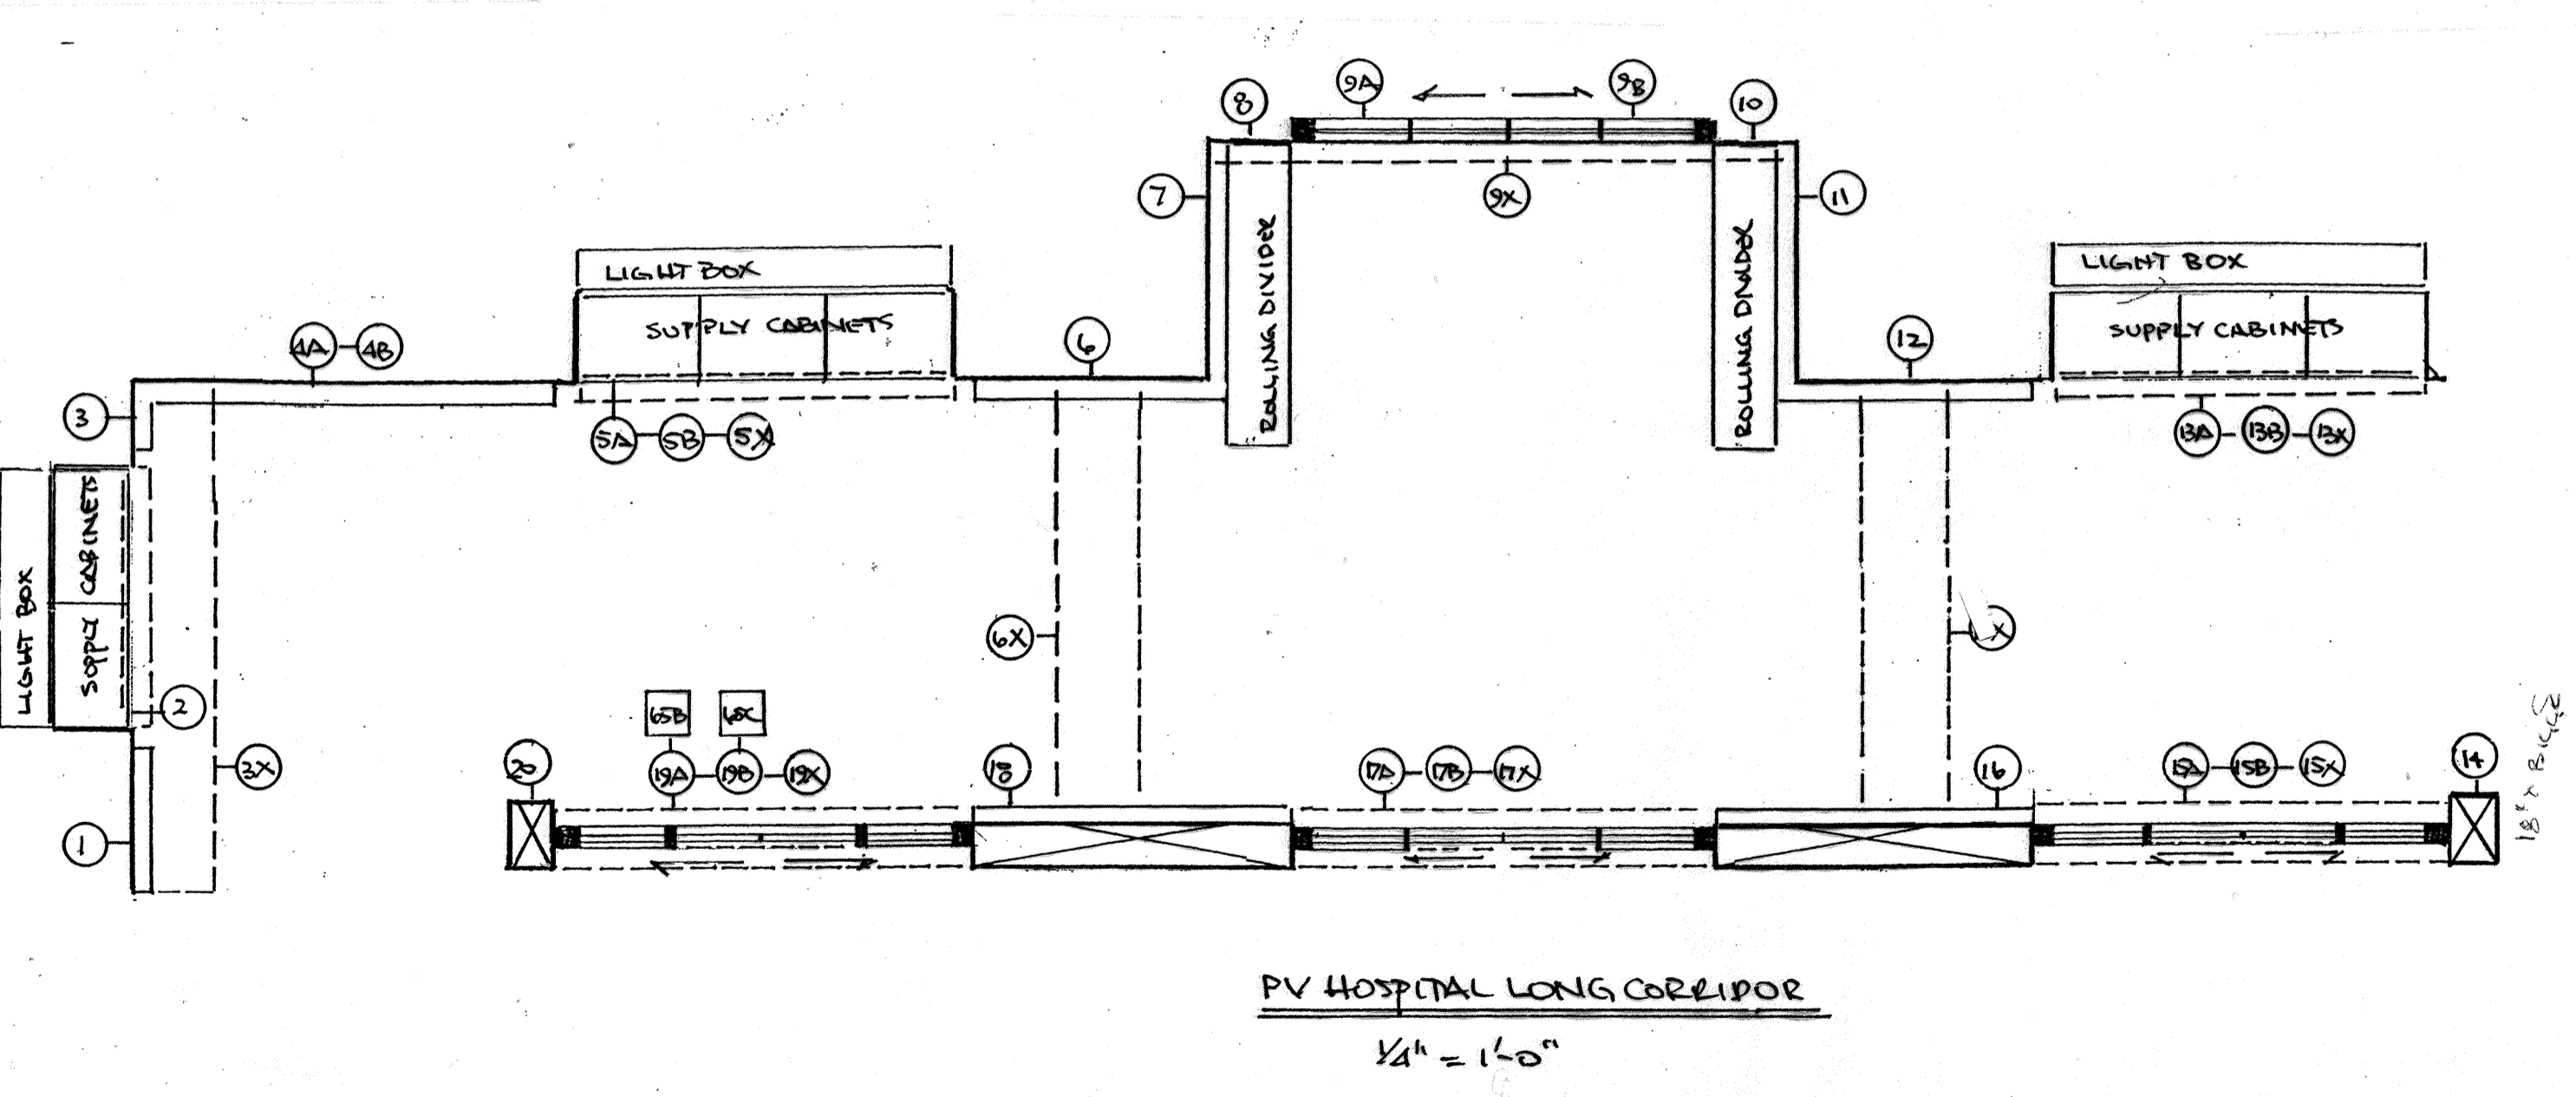 9A
9B
8
10
7
9X
11
LIGHT BOX
LIGHT BOX
ROLLING DIVIDER
ROLLING DIVIDER
SUPPLY CABINETS
SUPPLY CABINETS
4A-4B
6
12
3
5A-5B-5X
13A-13B-13X
LIGHT BOX
SUPPLY CABINETS
6X
X
2
65B 65C
3X
20
19A-19B-19X
18
17A-17B-17X
16
15A-15B-15X
14
1
PV HOSPITAL LONG CORRIDOR
1/4" = 1'-0"